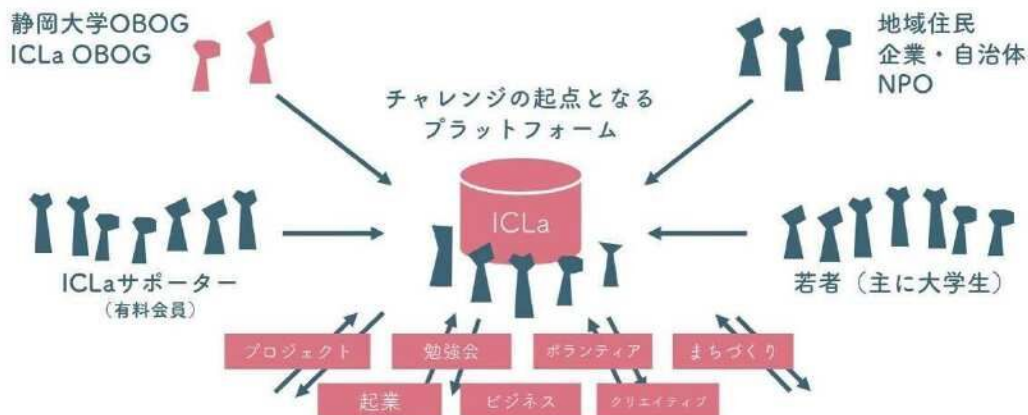 静岡大学OBOG
ICLa OBOG
地域住民
企業・自治体
NPO
チャレンジの起点となる
プラットフォーム
ICLa
ICLaサポーター
（有料会員）
若者（主に大学生）
プロジェクト
勉強会
ボランティア
まちづくり
起業
ビジネス
クリエイティブ